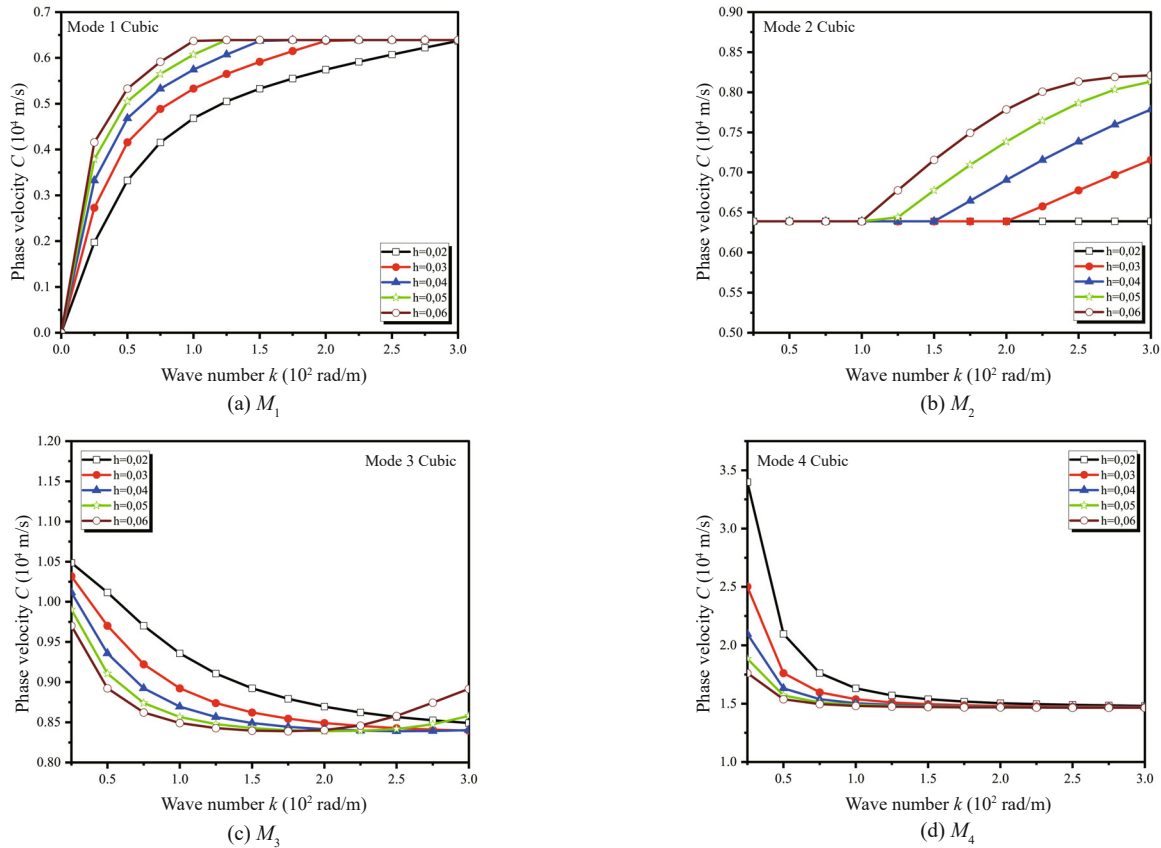 Mode 1 Cubic
0.7
0.6
0.5
0.4
0.3
0.2
0.1
0.0
Phase velocity C (10⁴ m/s)
h=0,02
h=0,03
h=0,04
h=0,05
h=0,06
0.0 0.5 1.0 1.5 2.0 2.5 3.0
Wave number k (10² rad/m)
(a) M₁
Mode 2 Cubic
0.90
0.85
0.80
0.75
0.70
0.65
0.60
0.55
0.50
Phase velocity C (10⁴ m/s)
h=0,02
h=0,03
h=0,04
h=0,05
h=0,06
0.5 1.0 1.5 2.0 2.5 3.0
Wave number k (10² rad/m)
(b) M₂
Mode 3 Cubic
h=0,02
h=0,03
h=0,04
h=0,05
h=0,06
1.20
1.15
1.10
1.05
1.00
0.95
0.90
0.85
0.80
Phase velocity C (10⁴ m/s)
0.5 1.0 1.5 2.0 2.5 3.0
Wave number k (10² rad/m)
(c) M₃
Mode 4 Cubic
h=0,02
h=0,03
h=0,04
h=0,05
h=0,06
3.5
3.0
2.5
2.0
1.5
1.0
Phase velocity C (10⁴ m/s)
0.5 1.0 1.5 2.0 2.5 3.0
Wave number k (10² rad/m)
(d) M₄